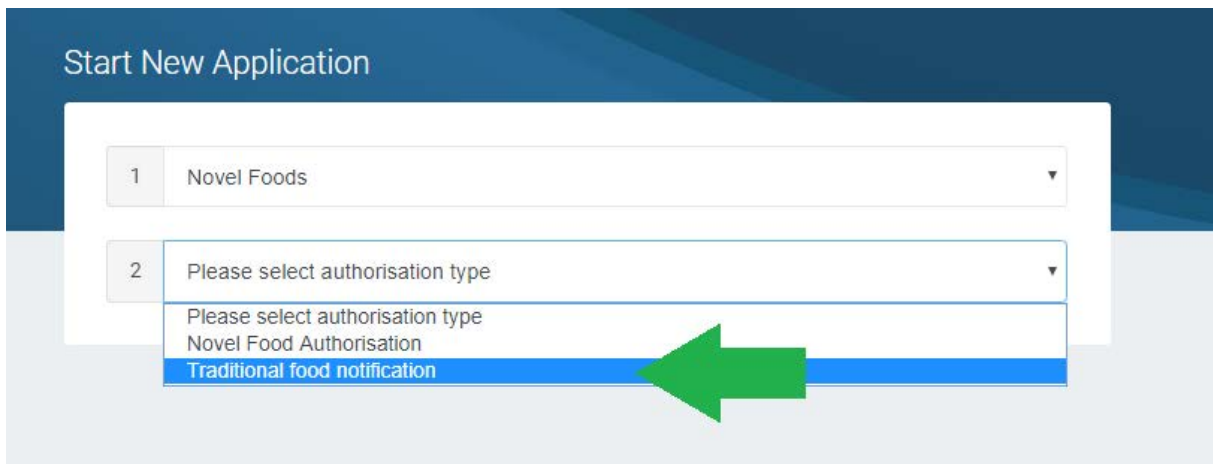 Start New Application
1 Novel Foods
2 Please select authorisation type
Please select authorisation type
Novel Food Authorisation
Traditional food notification